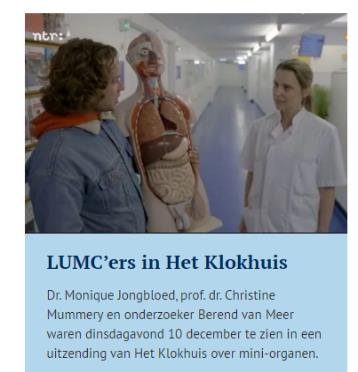 ntr:
LUMC’ers in Het Klokhuis
Dr. Monique Jongbloed, prof. dr. Christine
Mummery en onderzoeker Berend van Meer
waren dinsdagavond 10 december te zien in een
uitzending van Het Klokhuis over mini-organen.